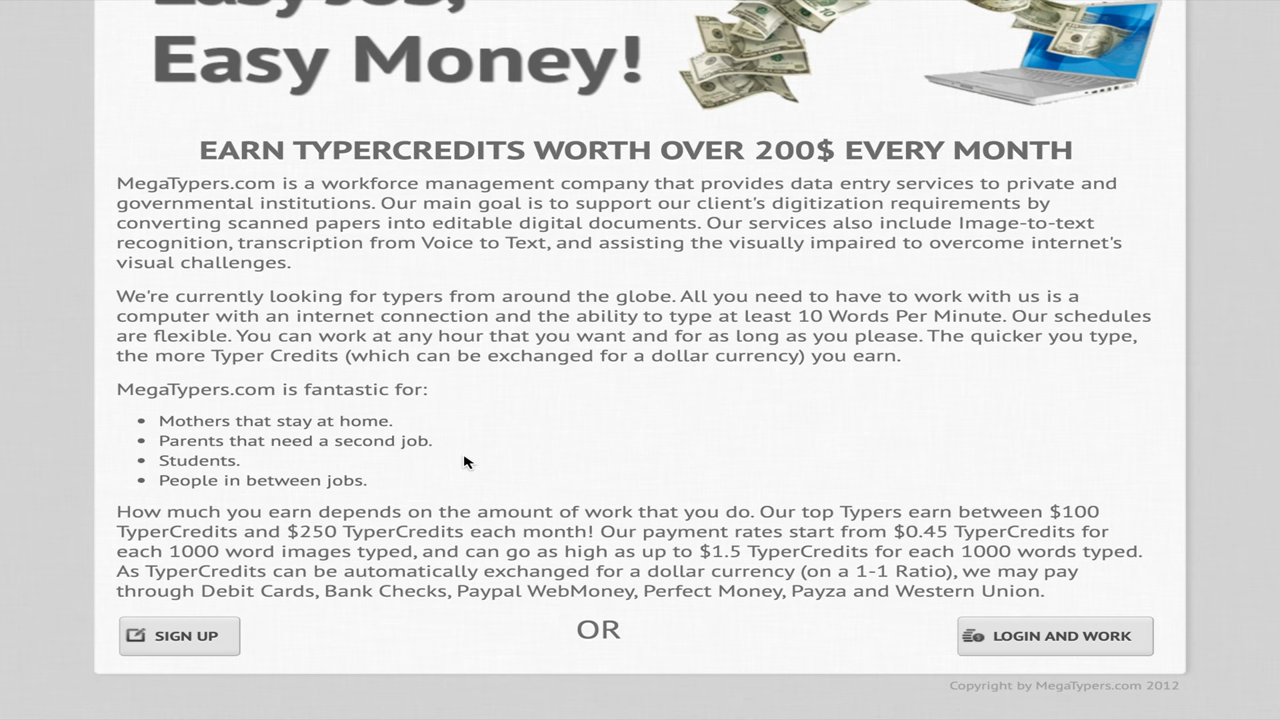 Easy Job,
Easy Money!
EARN TYPERCREDITS WORTH OVER 200$ EVERY MONTH
MegaTypers.com is a workforce management company that provides data entry services to private and
governmental institutions. Our main goal is to support our client's digitization requirements by
converting scanned papers into editable digital documents. Our services also include Image-to-text
recognition, transcription from Voice to Text, and assisting the visually impaired to overcome internet's
visual challenges.
We're currently looking for typers from around the globe. All you need to have to work with us is a
computer with an internet connection and the ability to type at least 10 Words Per Minute. Our schedules
are flexible. You can work at any hour that you want and for as long as you please. The quicker you type,
the more Typer Credits (which can be exchanged for a dollar currency) you earn.
MegaTypers.com is fantastic for:
• Mothers that stay at home.
• Parents that need a second job.
• Students.
• People in between jobs.
How much you earn depends on the amount of work that you do. Our top Typers earn between $100
TyperCredits and $250 TyperCredits each month! Our payment rates start from $0.45 TyperCredits for
each 1000 word images typed, and can go as high as up to $1.5 TyperCredits for each 1000 words typed.
As TyperCredits can be automatically exchanged for a dollar currency (on a 1-1 Ratio), we may pay
through Debit Cards, Bank Checks, Paypal WebMoney, Perfect Money, Payza and Western Union.
SIGN UP
OR
LOGIN AND WORK
Copyright by MegaTypers.com 2012